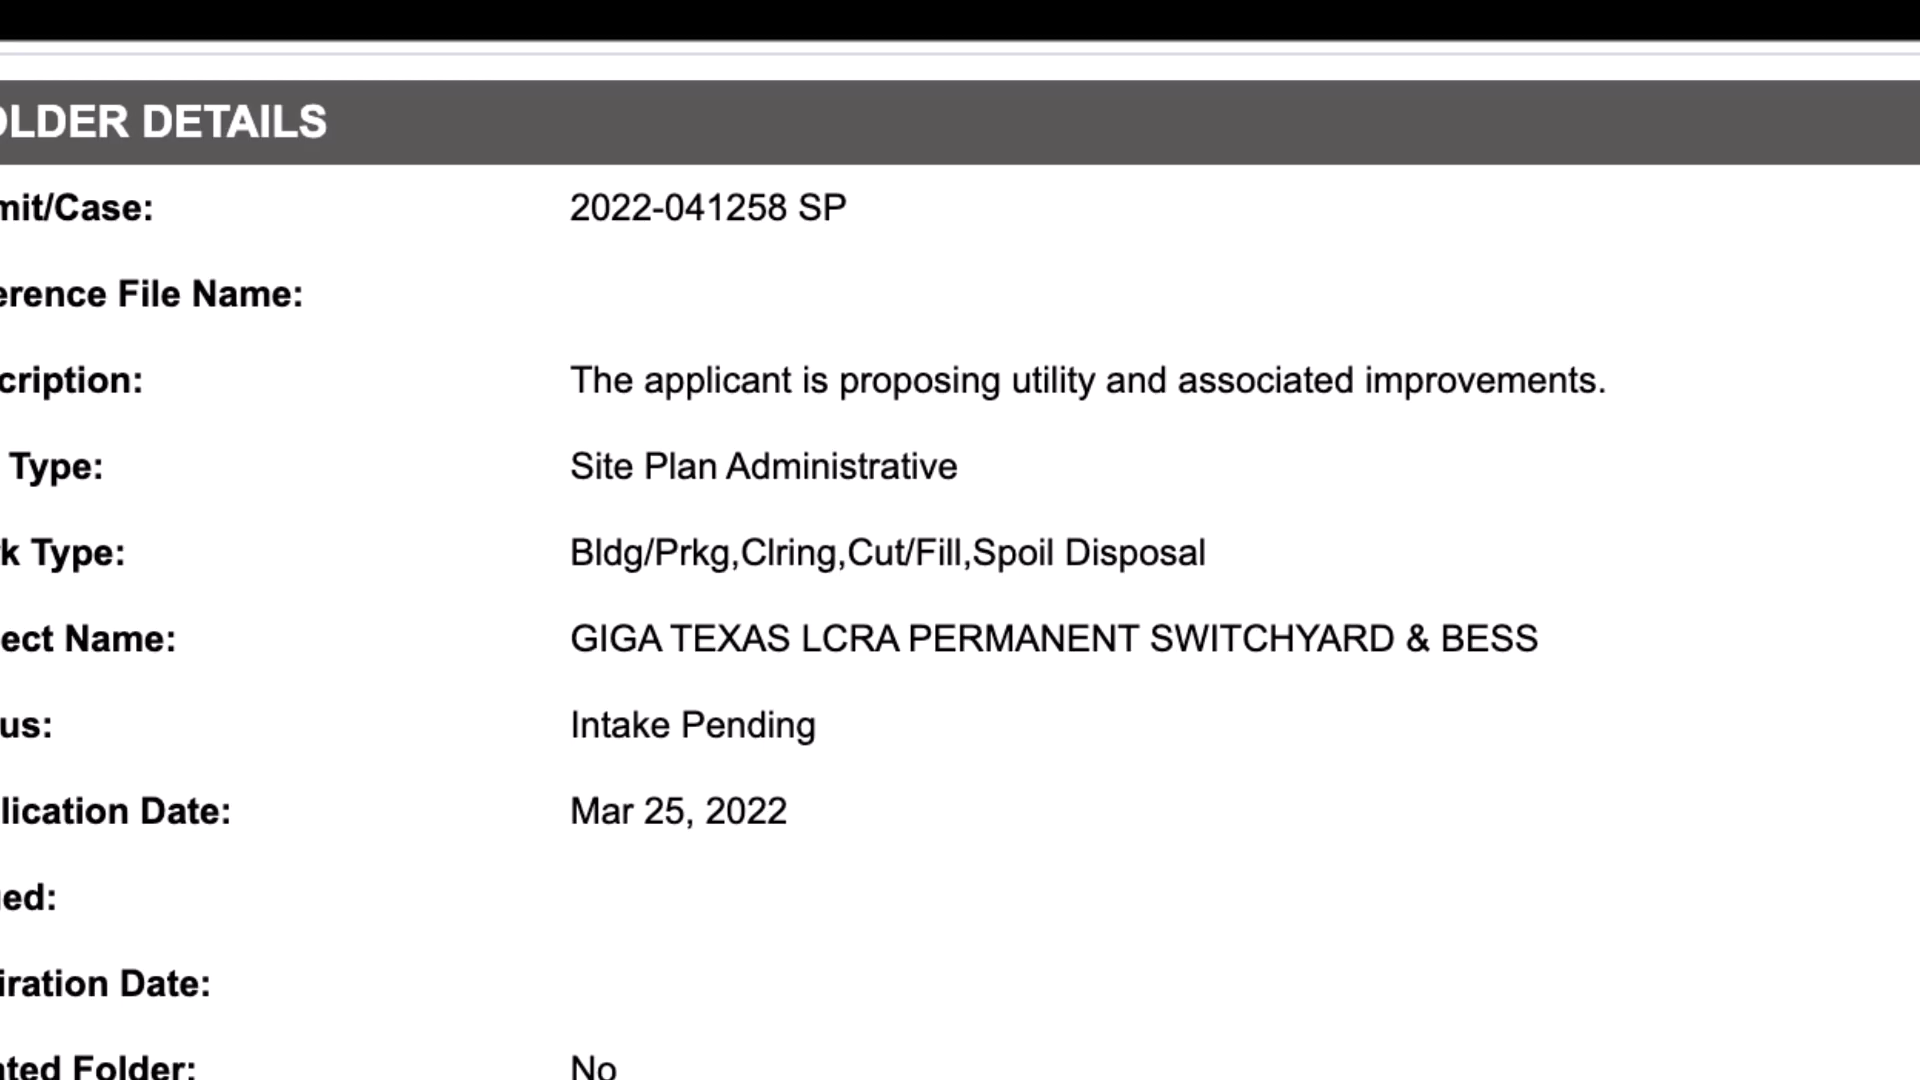 OLDER DETAILS
mit/Case: 2022-041258 SP
erence File Name:
cription: The applicant is proposing utility and associated improvements.
Type: Site Plan Administrative
k Type: Bldg/Prkg,Clring,Cut/Fill,Spoil Disposal
ect Name: GIGA TEXAS LCRA PERMANENT SWITCHYARD & BESS
us: Intake Pending
lication Date: Mar 25, 2022
ed:
iration Date:
ated Folder: No